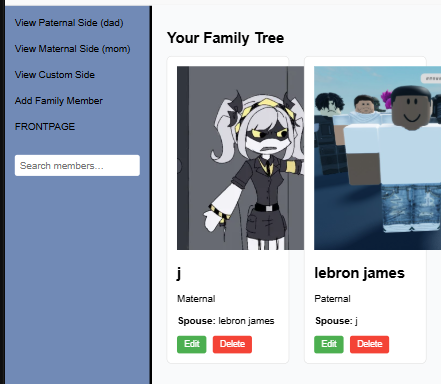 View Paternal Side (dad)
View Maternal Side (mom)
View Custom Side
Add Family Member
FRONTPAGE
Search members...
Your Family Tree
j
Maternal
Spouse: lebron james
Edit Delete
lebron james
Paternal
Spouse: j
Edit Delete